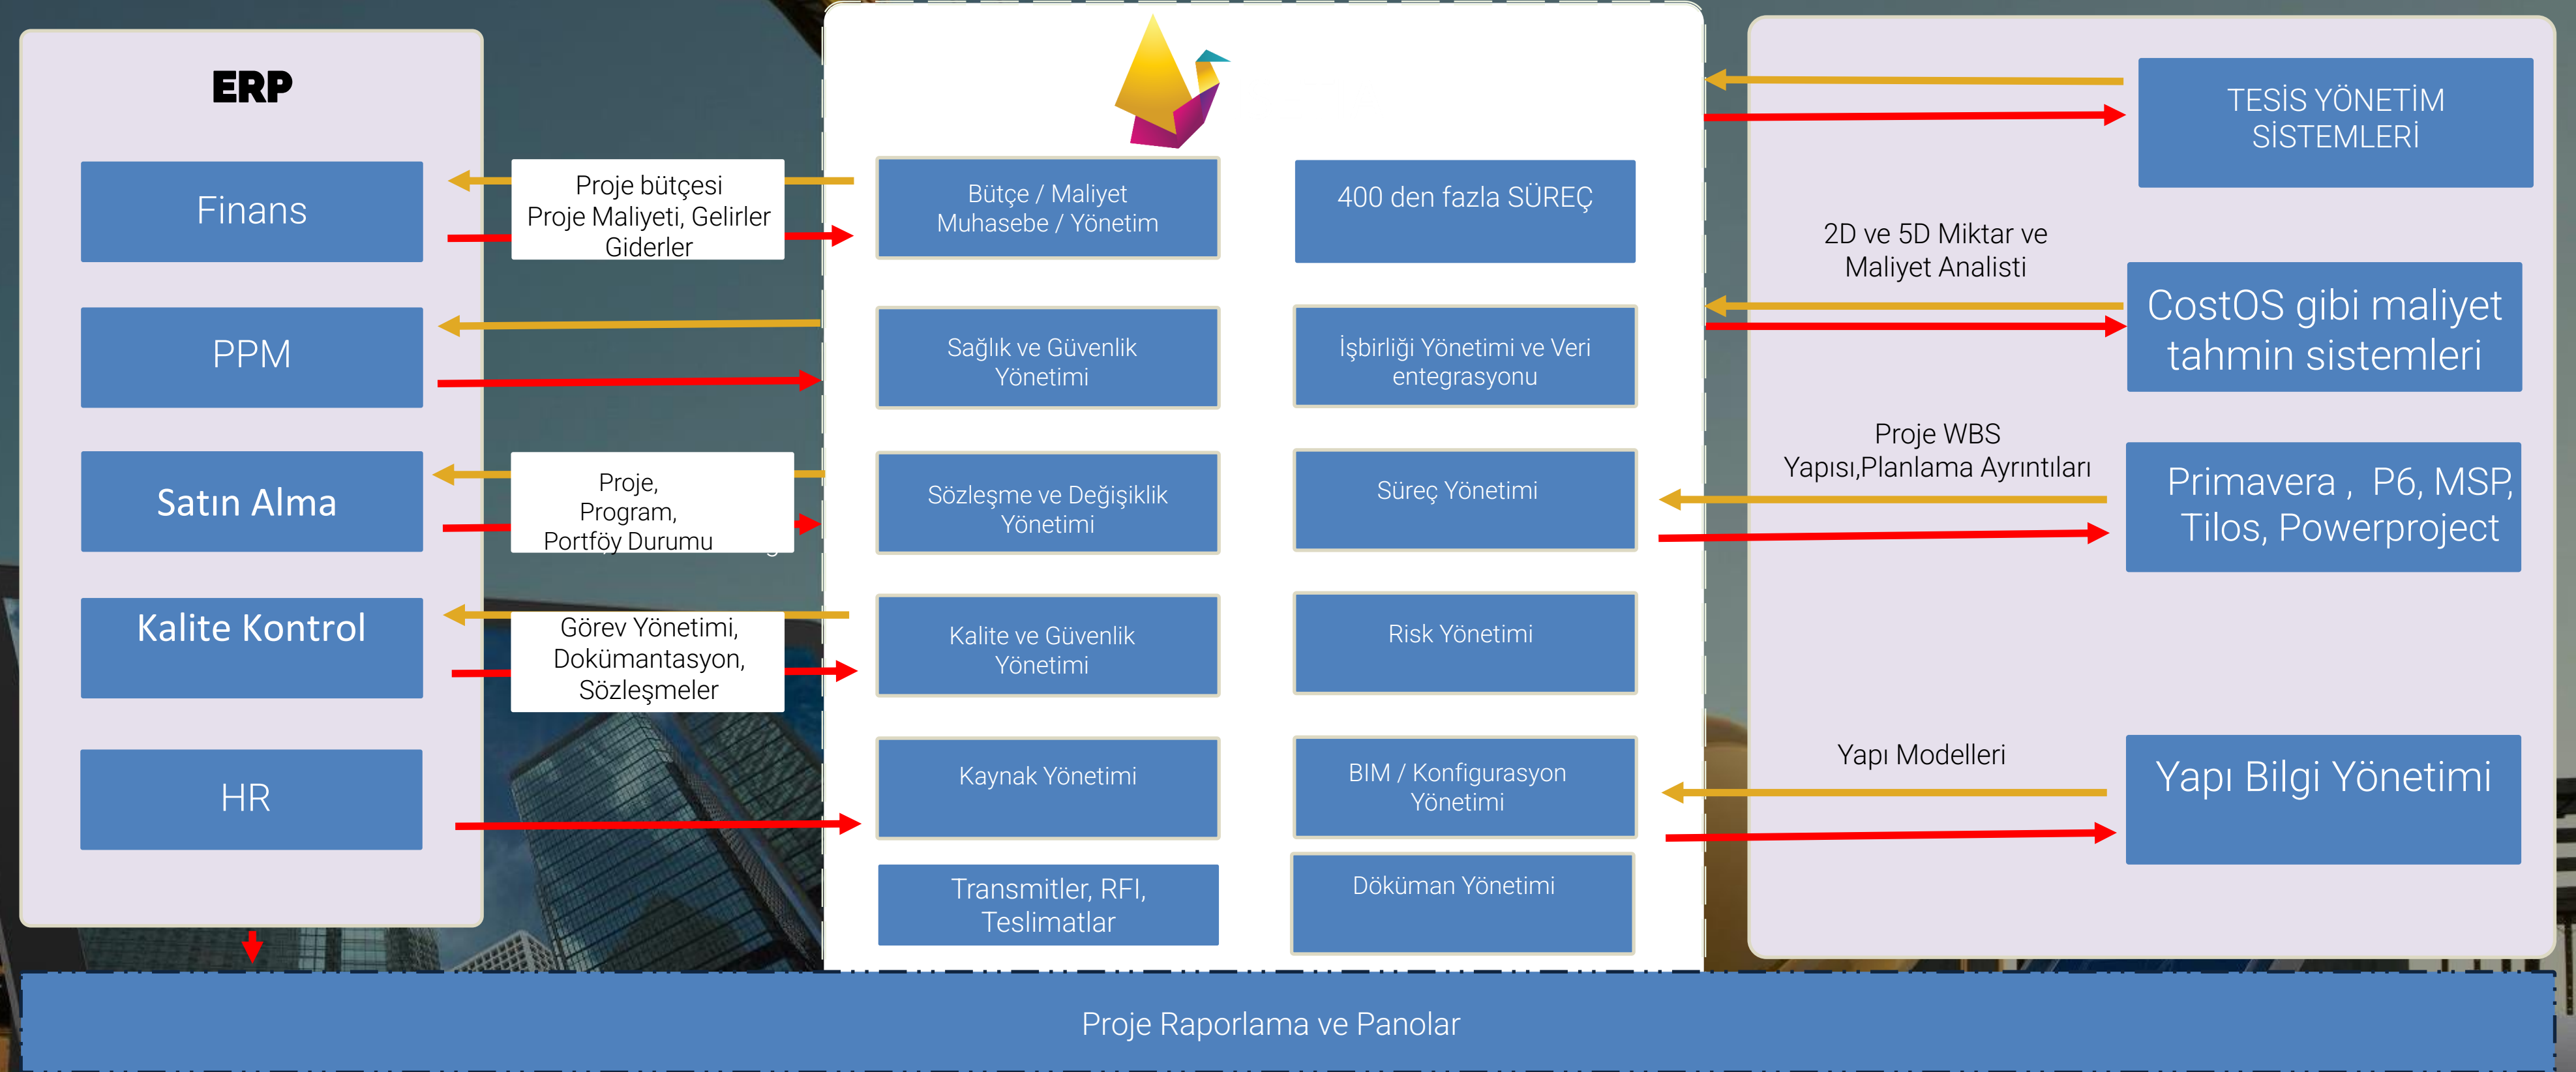 ERP
Finans
PPM
Satın Alma
Kalite Kontrol
HR
Proje bütçesi
Proje Maliyeti, Gelirler
Giderler
Proje,
Program,
Portföy Durumu
Görev Yönetimi,
Dokümantasyon,
Sözleşmeler
Bütçe / Maliyet
Muhasebe / Yönetim
400 den fazla SÜREÇ
Sağlık ve Güvenlik
Yönetimi
İşbirliği Yönetimi ve Veri
entegrasyonu
Sözleşme ve Değişiklik
Yönetimi
Süreç Yönetimi
Kalite ve Güvenlik
Yönetimi
Risk Yönetimi
Kaynak Yönetimi
BIM / Konfigurasyon
Yönetimi
Transmitler, RFI,
Teslimatlar
Döküman Yönetimi
TESİS YÖNETİM
SİSTEMLERİ
2D ve 5D Miktar ve
Maliyet Analisti
CostOS gibi maliyet
tahmin sistemleri
Proje WBS
Yapısı,Planlama Ayrıntıları
Primavera , P6, MSP,
Tilos, Powerproject
Yapı Modelleri
Yapı Bilgi Yönetimi
Proje Raporlama ve Panolar